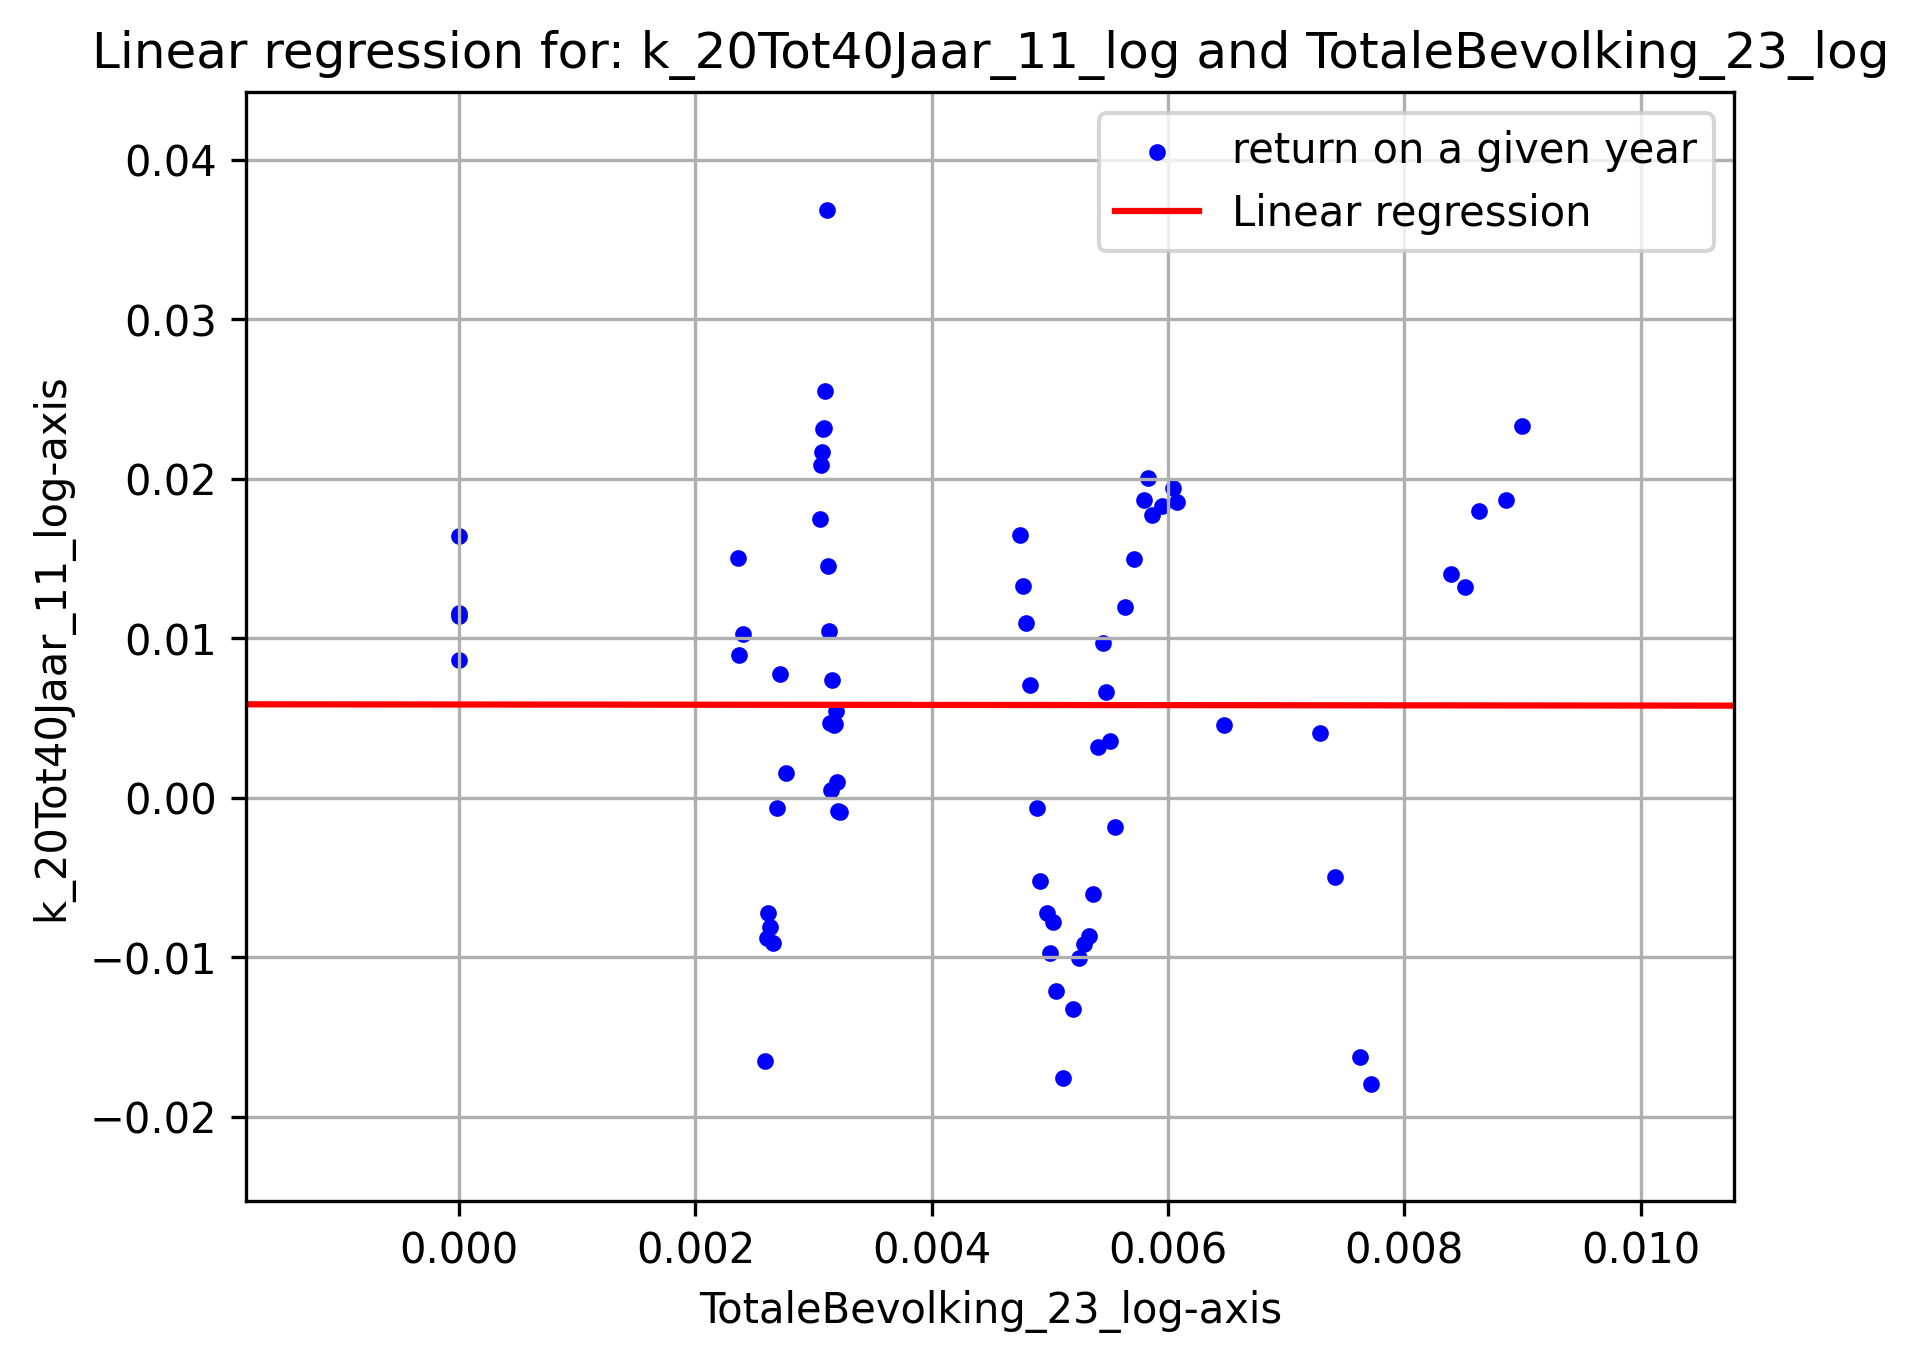 Linear regression for: k_20Tot40Jaar_11_log and TotaleBevolking_23_log
return on a given year
Linear regression
k_20Tot40Jaar_11_log-axis
0.04
0.03
0.02
0.01
0.00
−0.01
−0.02
0.000 0.002 0.004 0.006 0.008 0.010
TotaleBevolking_23_log-axis